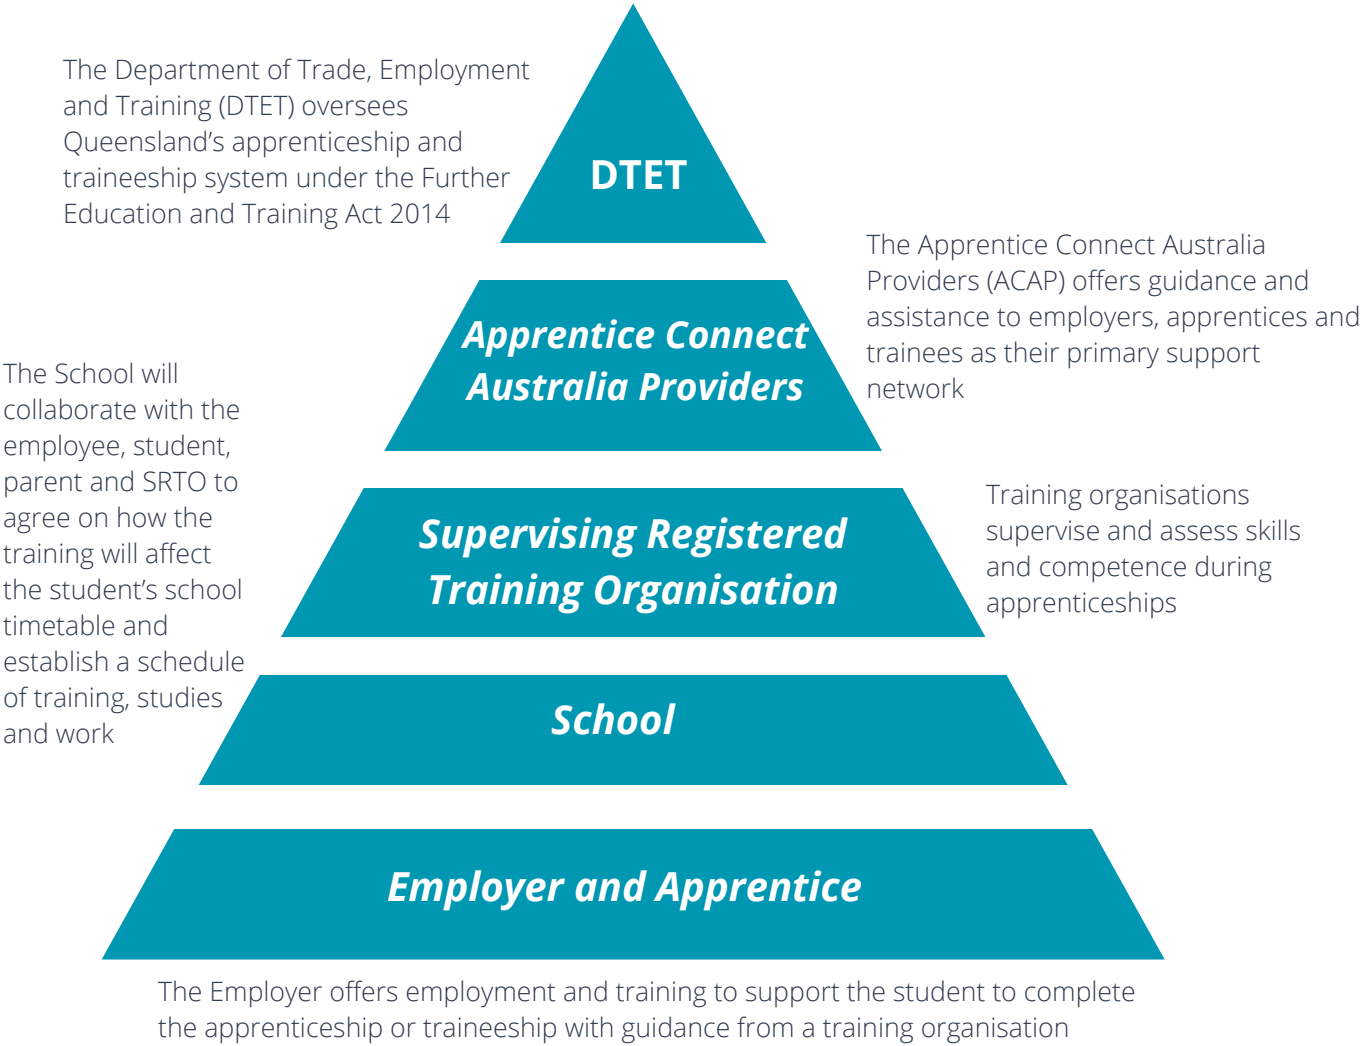 The Department of Trade, Employment
and Training (DTET) oversees
Queensland’s apprenticeship and
traineeship system under the Further
Education and Training Act 2014
DTET
The Apprentice Connect Australia
Providers (ACAP) offers guidance and
assistance to employers, apprentices and
trainees as their primary support
network
Apprentice Connect
Australia Providers
The School will
collaborate with the
employee, student,
parent and SRTO to
agree on how the
training will affect
the student’s school
timetable and
establish a schedule
of training, studies
and work
Supervising Registered
Training Organisation
Training organisations
supervise and assess skills
and competence during
apprenticeships
School
Employer and Apprentice
The Employer offers employment and training to support the student to complete
the apprenticeship or traineeship with guidance from a training organisation